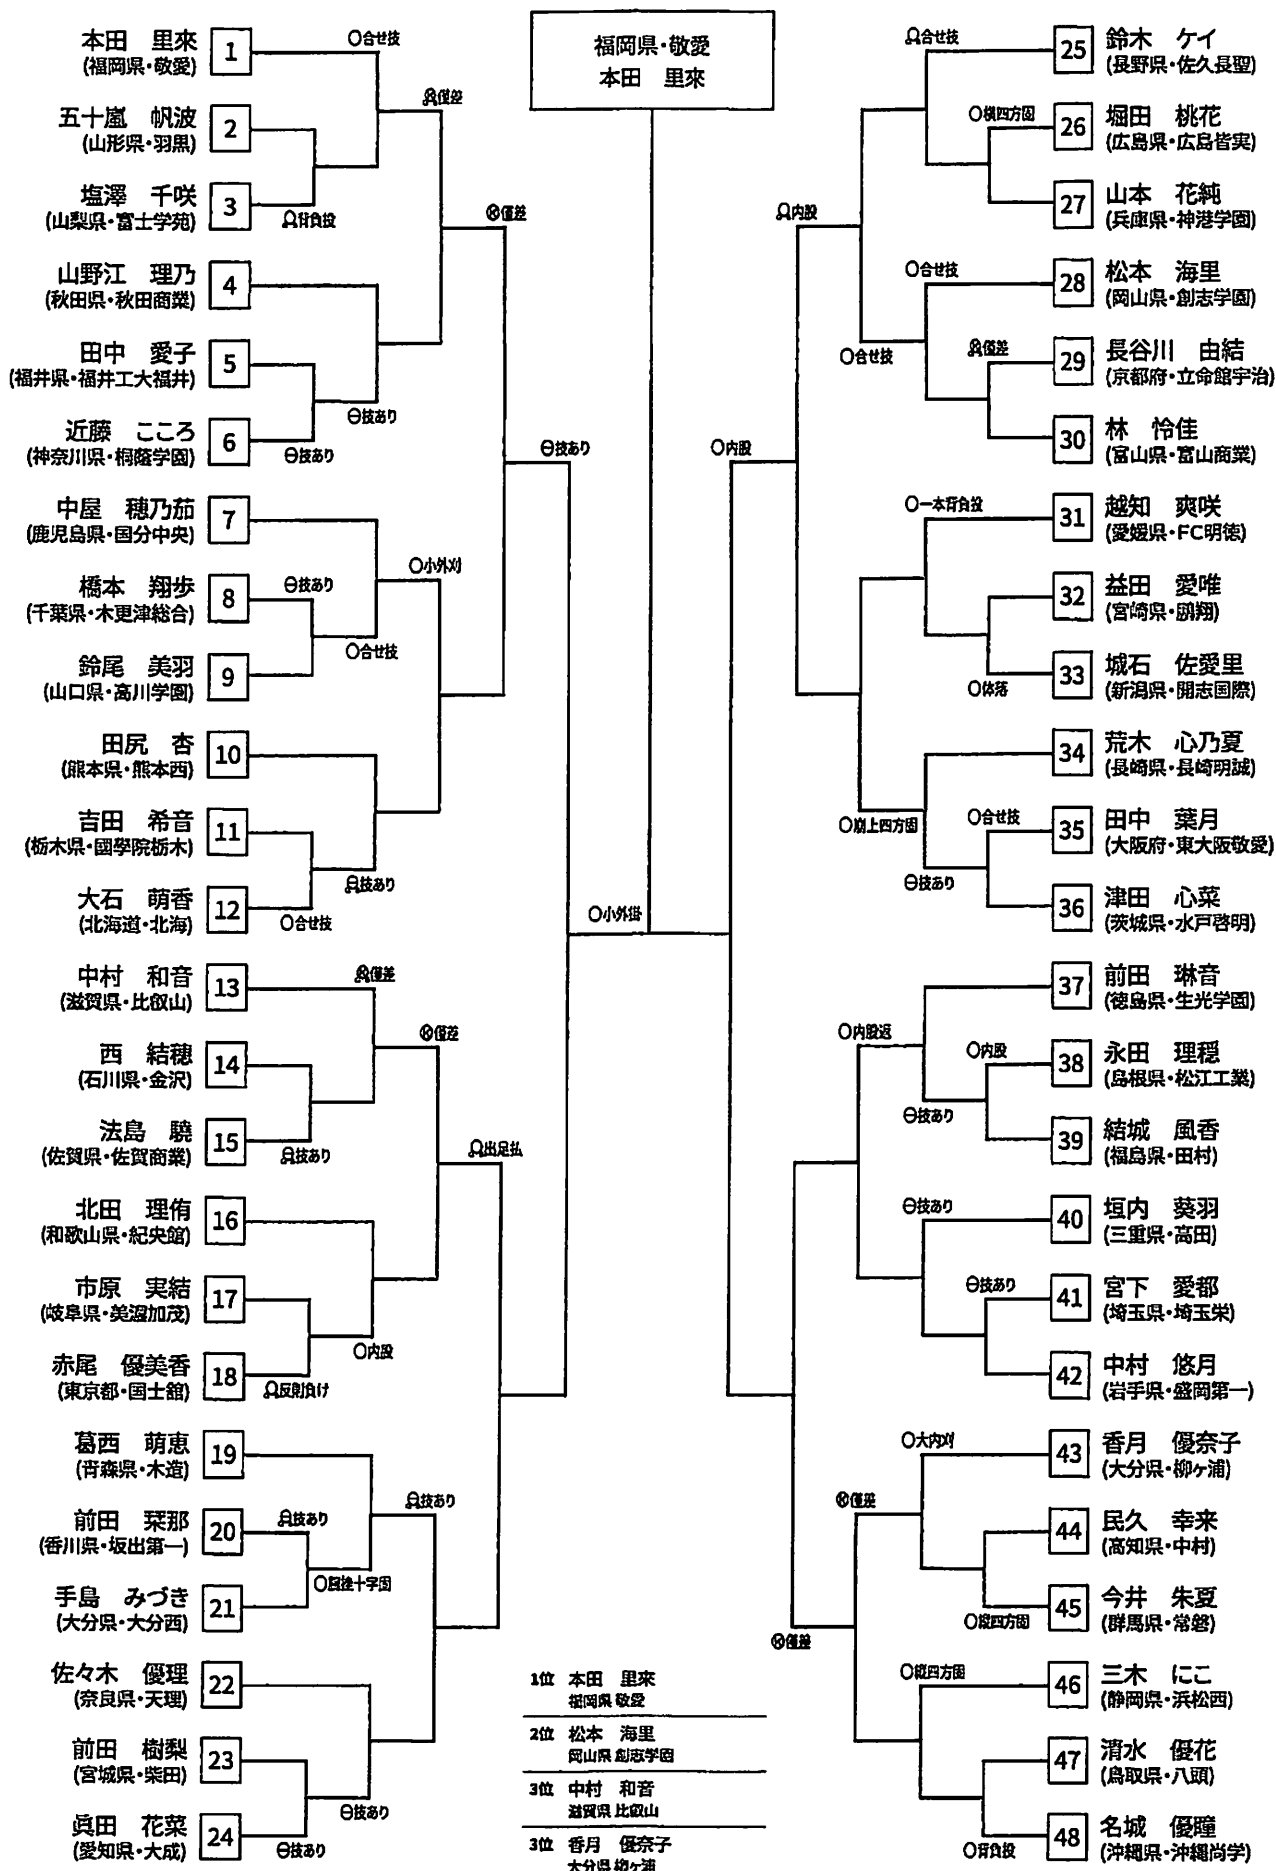 福岡県・敬愛
本田 里來
本田 里來
(福岡県・敬愛)
1
○合せ技
五十嵐 帆波
(山形県・羽黒)
2
塩澤 千咲
(山梨県・富士学苑)
3
背負投
僅差
山野江 理乃
(秋田県・秋田商業)
4
田中 愛子
(福井県・福井工大福井)
5
近藤 こころ
(神奈川県・桐蔭学園)
6
技あり
技あり
僅差
中屋 穂乃茄
(鹿児島県・国分中央)
7
橋本 翔歩
(千葉県・木更津総合)
8
技あり
鈴尾 美羽
(山口県・高川学園)
9
○合せ技
○小外刈
田尻 杏
(熊本県・熊本西)
10
吉田 希音
(栃木県・國學院栃木)
11
大石 萌香
(北海道・北海)
12
○合せ技
技あり
技あり
中村 和音
(滋賀県・比叡山)
13
僅差
西 結穂
(石川県・金沢)
14
法島 驍
(佐賀県・佐賀商業)
15
技あり
僅差
北田 理侑
(和歌山県・紀央館)
16
市原 実結
(岐阜県・美濃加茂)
17
赤尾 優美香
(東京都・国士舘)
18
反則負け
○内股
出足払
葛西 萌恵
(青森県・木造)
19
前田 栞那
(香川県・坂出第一)
20
技あり
手島 みづき
(大分県・大分西)
21
○腕挫十字固
技あり
佐々木 優理
(奈良県・天理)
22
前田 樹梨
(宮城県・柴田)
23
眞田 花菜
(愛知県・大成)
24
技あり
技あり
○小外掛
○内股
25
鈴木 ケイ
(長野県・佐久長聖)
合せ技
26
堀田 桃花
(広島県・広島皆実)
○横四方固
27
山本 花純
(兵庫県・神港学園)
内股
28
松本 海里
(岡山県・創志学園)
○合せ技
29
長谷川 由結
(京都府・立命館宇治)
僅差
30
林 怜佳
(富山県・富山商業)
○合せ技
31
越知 爽咲
(愛媛県・FC明徳)
○一本背負投
32
益田 愛唯
(宮崎県・鵬翔)
33
城石 佐愛里
(新潟県・開志国際)
○体落
34
荒木 心乃夏
(長崎県・長崎明誠)
○崩上四方固
35
田中 葉月
(大阪府・東大阪敬愛)
○合せ技
36
津田 心菜
(茨城県・水戸啓明)
技あり
37
前田 琳音
(徳島県・生光学園)
○内股返
38
永田 理穏
(島根県・松江工業)
○内股
39
結城 風香
(福島県・田村)
技あり
40
垣内 葵羽
(三重県・高田)
技あり
41
宮下 愛都
(埼玉県・埼玉栄)
技あり
42
中村 悠月
(岩手県・盛岡第一)
43
香月 優奈子
(大分県・柳ヶ浦)
○大内刈
僅差
44
民久 幸来
(高知県・中村)
45
今井 朱夏
(群馬県・常磐)
○縦四方固
僅差
46
三木 にこ
(静岡県・浜松西)
○縦四方固
47
清水 優花
(鳥取県・八頭)
48
名城 優瞳
(沖縄県・沖縄尚学)
○背負投
1位 本田 里來
福岡県 敬愛
2位 松本 海里
岡山県 創志学園
3位 中村 和音
滋賀県 比叡山
3位 香月 優奈子
大分県 柳ヶ浦